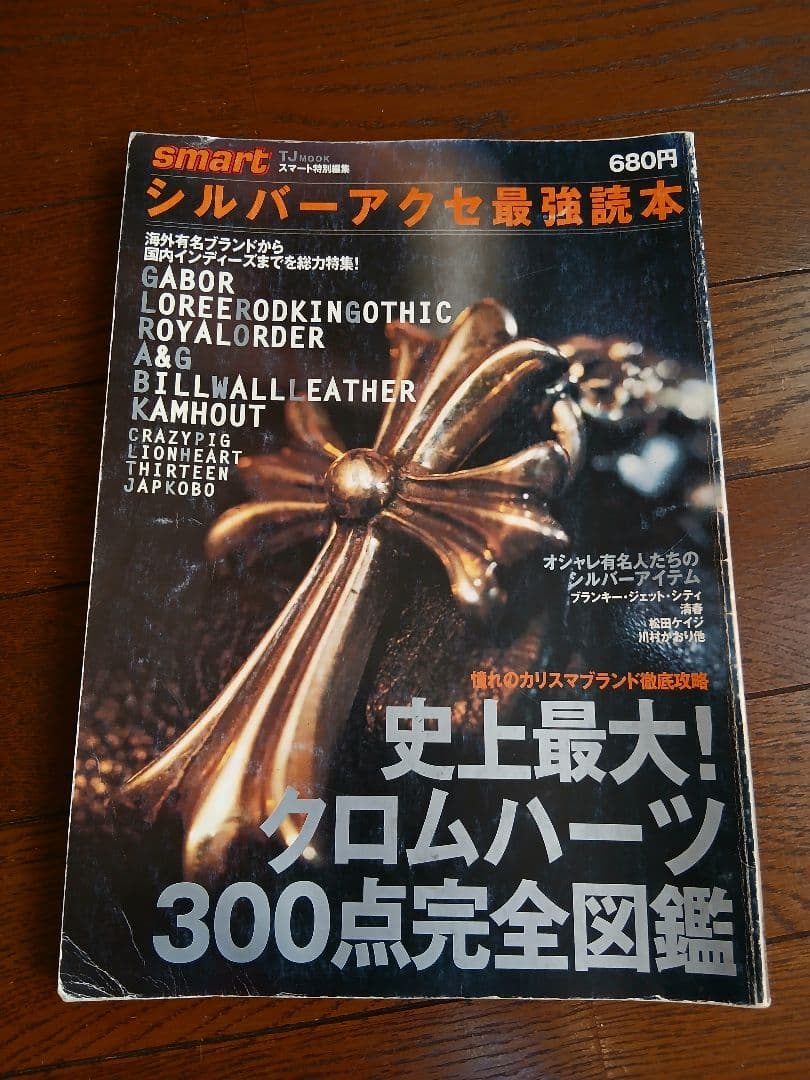 smart TJ MOOK
スマート特別編集
680円
シルバーアクセ最強読本
海外有名ブランドから
国内インディーズまでを総力特集!
GABOR
LOREERODKINGOTHIC
ROYALORDER
A&G
BILLWALLLEATHER
KAMHOUT
CRAZYPIG
LIONHEART
THIRTEEN
JAPKOBO
オシャレ有名人たちの
シルバーアイテム
ブランキー・ジェット・シティ
清春
松田ケイジ
川村かおり他
憧れのカリスマブランド徹底攻略
史上最大!
クロムハーツ
300点完全図鑑